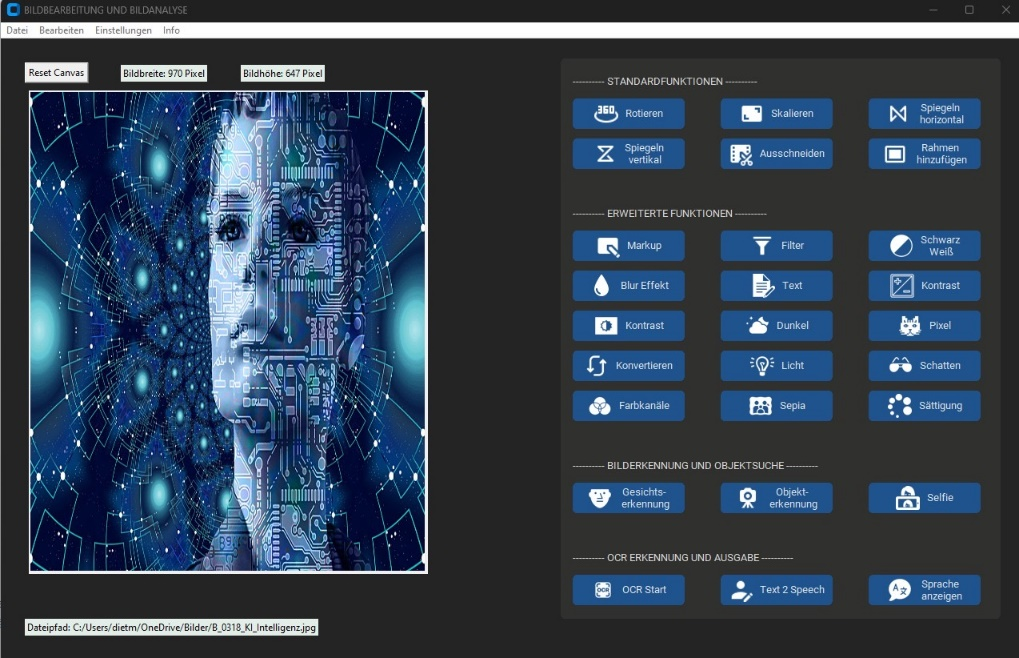 BILDBEARBEITUNG UND BILDANALYSE
Datei Bearbeiten Einstellungen Info
Reset Canvas Bildbreite: 970 Pixel Bildhöhe: 647 Pixel
---------- STANDARDFUNKTIONEN ----------
360° Rotieren
Skalieren
Spiegeln
horizontal
Spiegeln
vertikal
Ausschneiden
Rahmen
hinzufügen
---------- ERWEITERTE FUNKTIONEN ----------
Markup
Filter
Schwarz
Weiß
Blur Effekt
Text
Kontrast
Kontrast
Dunkel
Pixel
Konvertieren
Licht
Schatten
Farbkanäle
Sepia
Sättigung
---------- BILDERKENNUNG UND OBJEKTSUCHE ----------
Gesichts-
erkennung
Objekt-
erkennung
Selfie
---------- OCR ERKENNUNG UND AUSGABE ----------
OCR OCR Start
Text 2 Speech
Sprache
anzeigen
Dateipfad: C:/Users/dietm/OneDrive/Bilder/B_0318_KI_Intelligenz.jpg